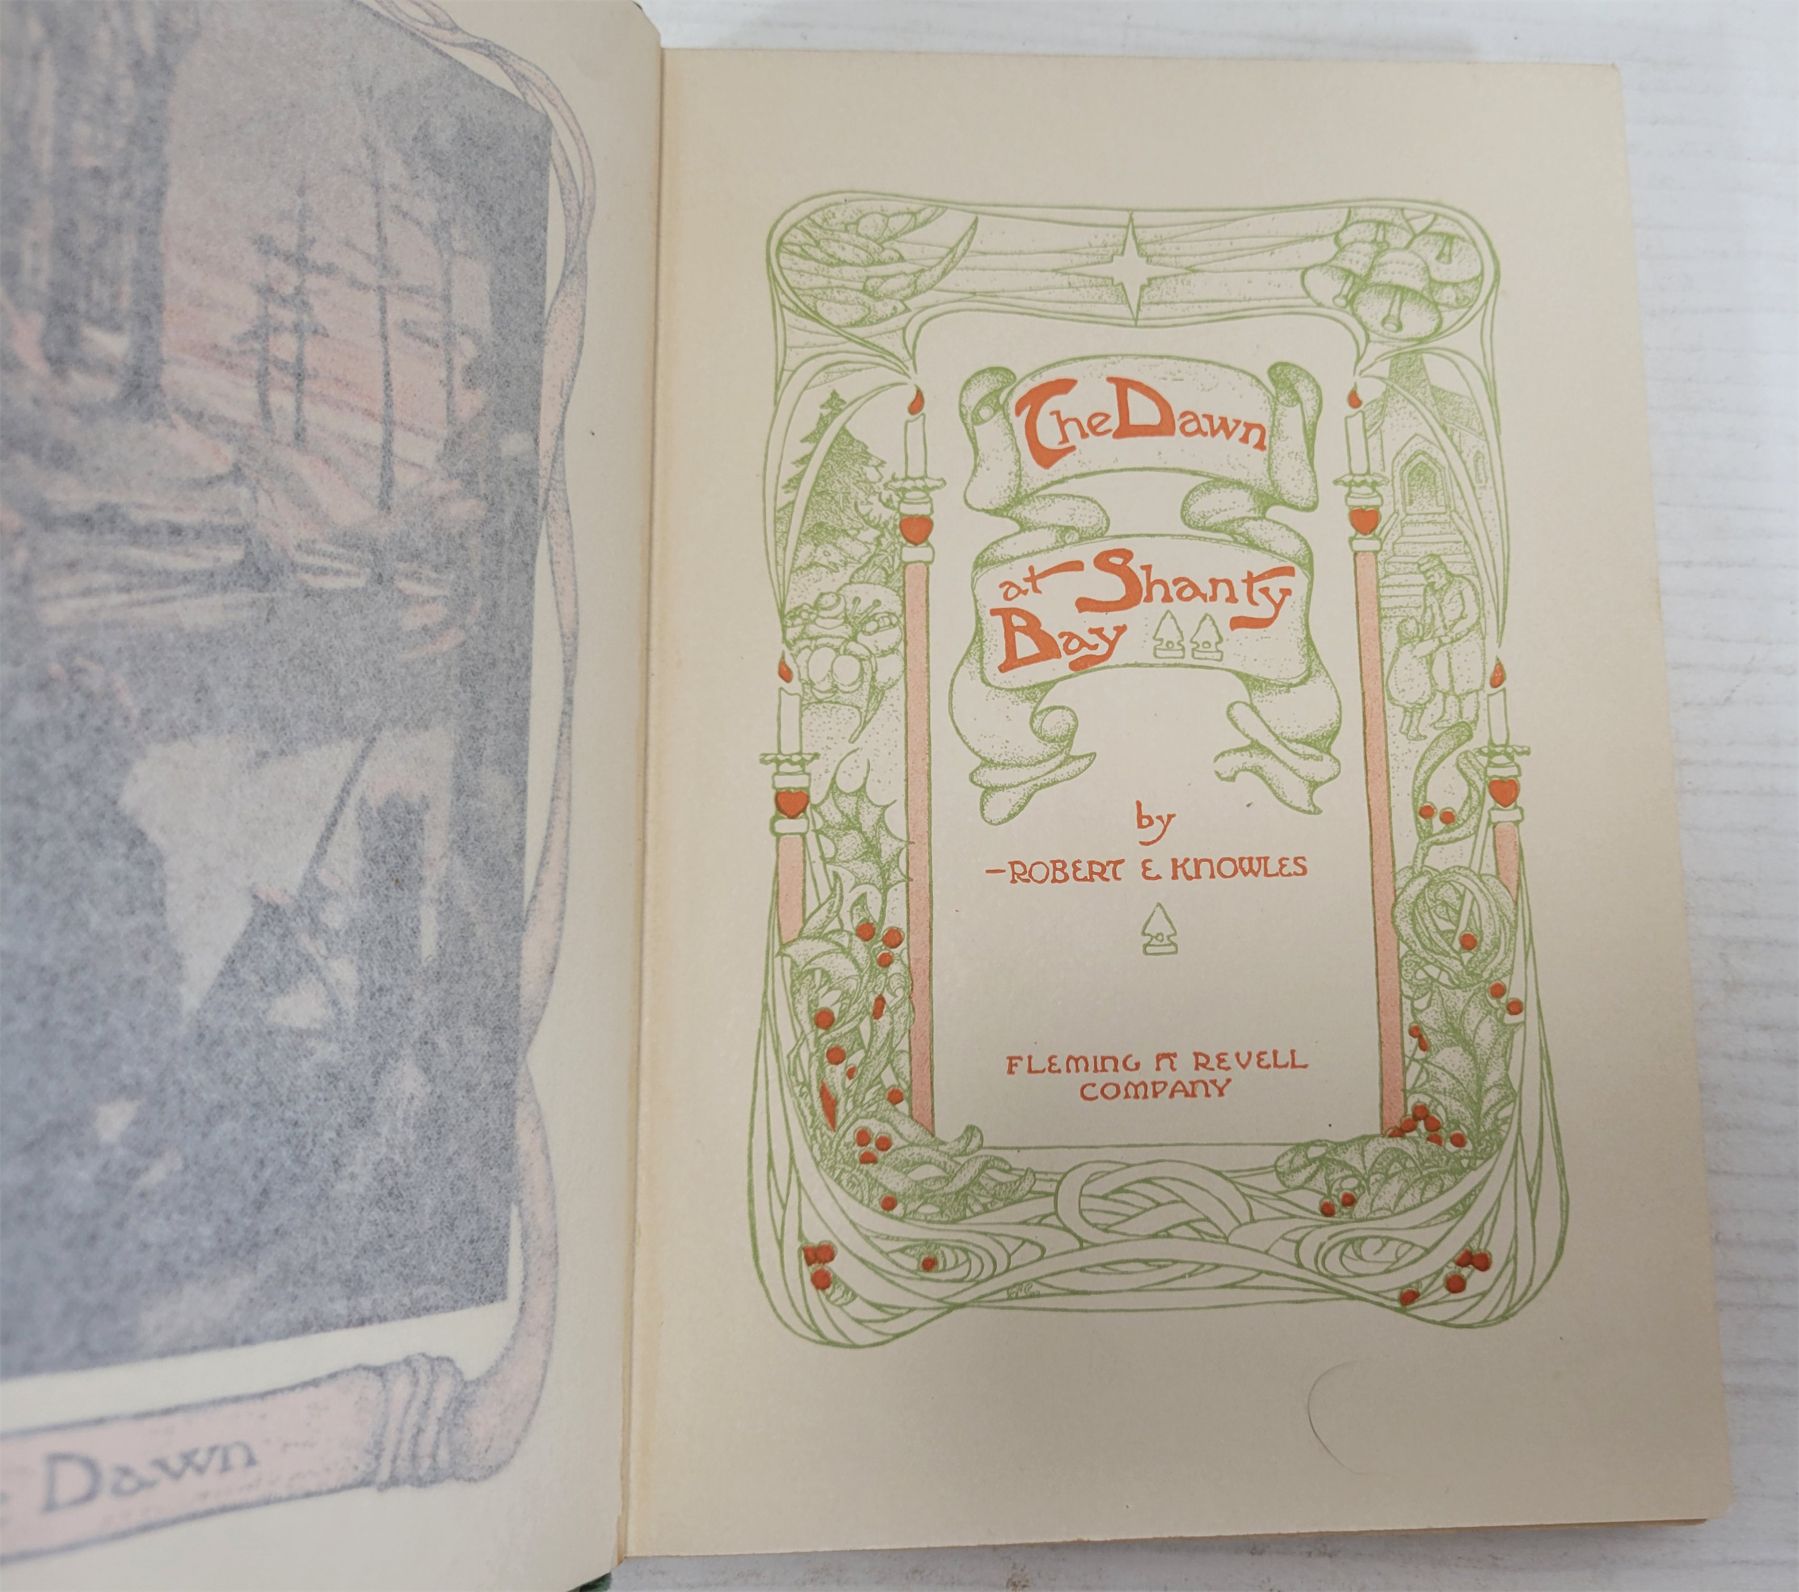 The Dawn
at Shanty
Bay
by
-ROBERT E KNOWLES
FLEMING H REVELL
COMPANY
Dawn